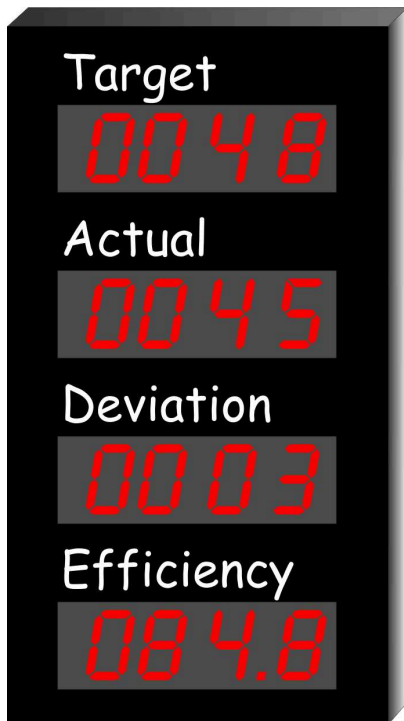 Target
0048
Actual
0045
Deviation
0003
Efficiency
084.8